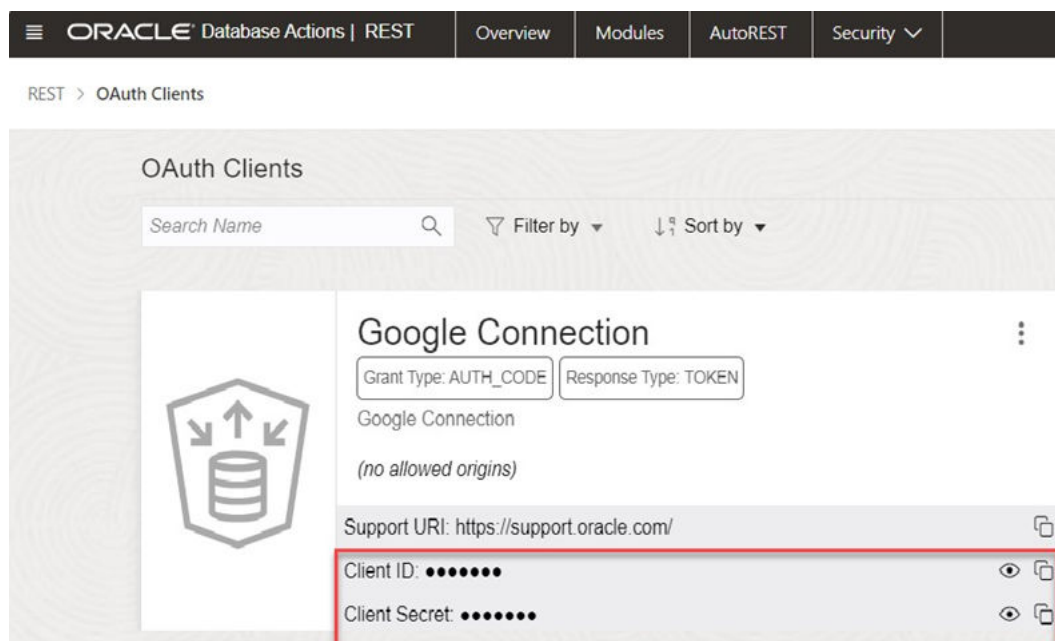 ORACLE® Database Actions | REST Overview Modules AutoREST Security
REST > OAuth Clients
OAuth Clients
Search Name Filter by Sort by
Google Connection
Grant Type: AUTH_CODE Response Type: TOKEN
Google Connection
(no allowed origins)
Support URI: https://support.oracle.com/
Client ID: •••••••
Client Secret: •••••••